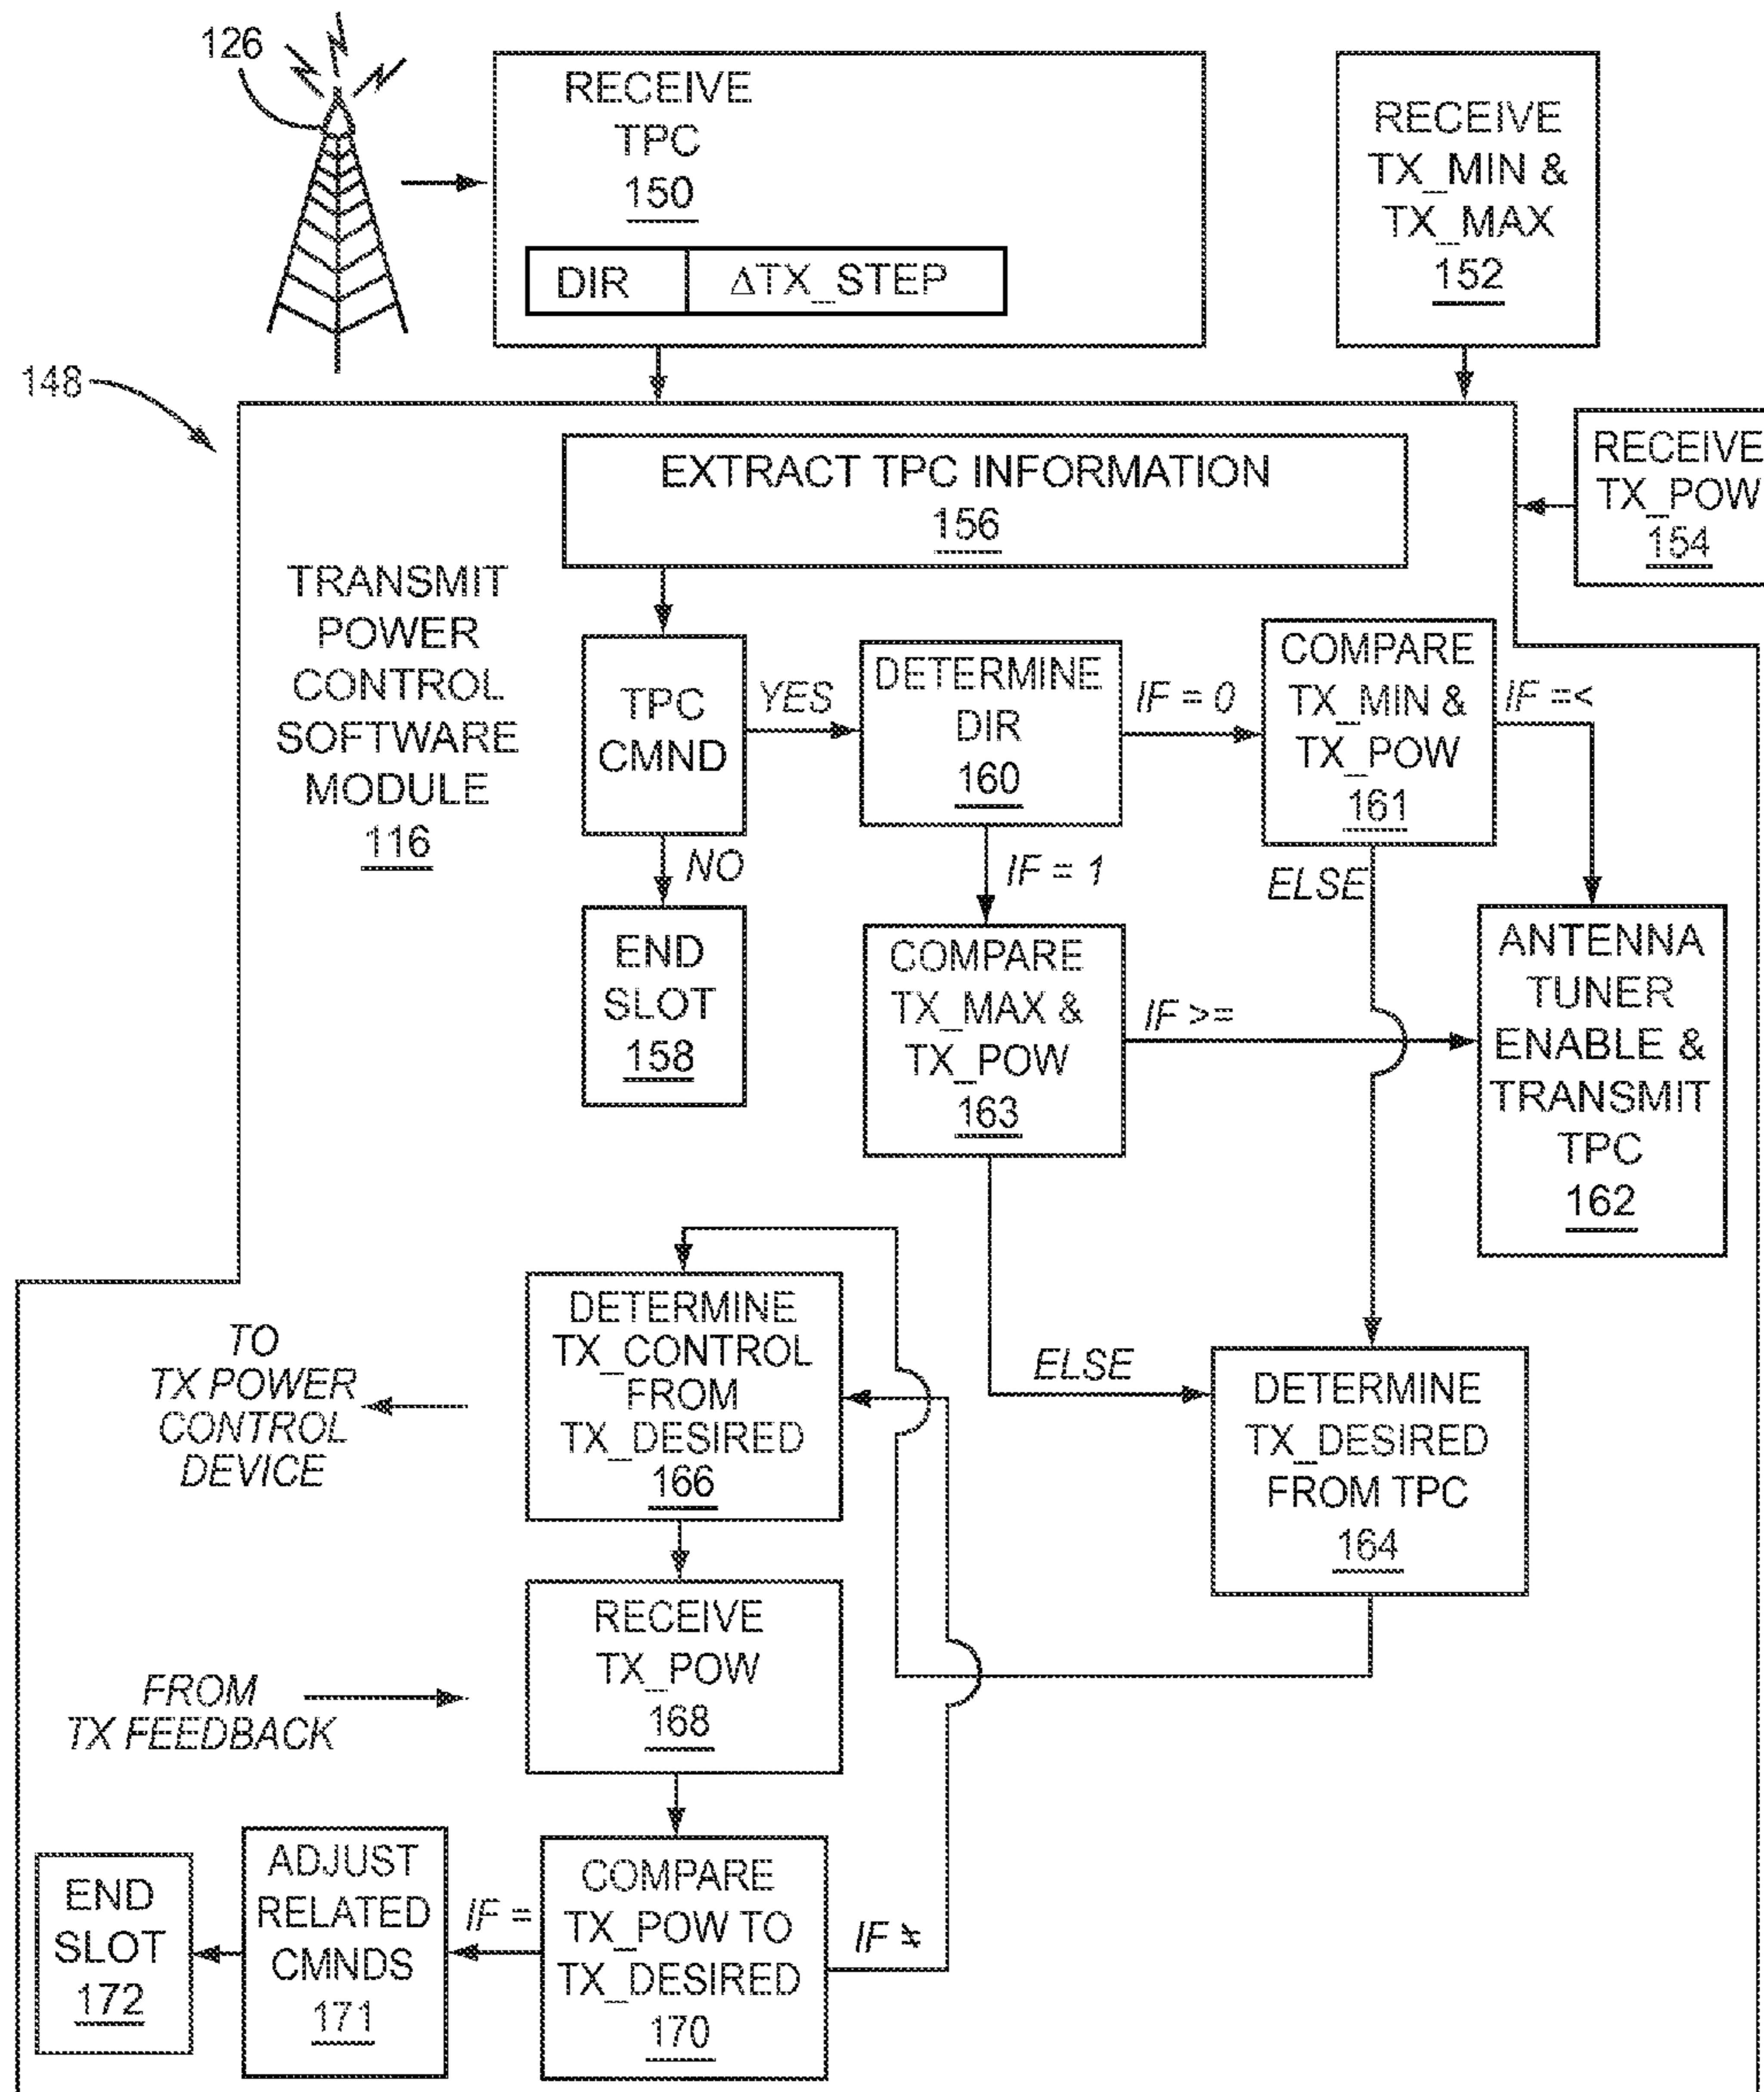 126
RECEIVE
TPC
150
DIR
ΔTX_STEP
RECEIVE
TX_MIN &
TX_MAX
152
148
EXTRACT TPC INFORMATION
156
RECEIVE
TX_POW
154
TRANSMIT
POWER
CONTROL
SOFTWARE
MODULE
116
TPC
CMND
YES
DETERMINE
DIR
160
IF = 0
COMPARE
TX_MIN &
TX_POW
161
IF =<
NO
IF = 1
ELSE
END
SLOT
158
COMPARE
TX_MAX &
TX_POW
163
IF >=
ANTENNA
TUNER
ENABLE &
TRANSMIT
TPC
162
TO
TX POWER
CONTROL
DEVICE
DETERMINE
TX_CONTROL
FROM
TX_DESIRED
166
ELSE
DETERMINE
TX_DESIRED
FROM TPC
164
FROM
TX FEEDBACK
RECEIVE
TX_POW
168
END
SLOT
172
ADJUST
RELATED
CMNDS
171
IF =
COMPARE
TX_POW TO
TX_DESIRED
170
IF ≠